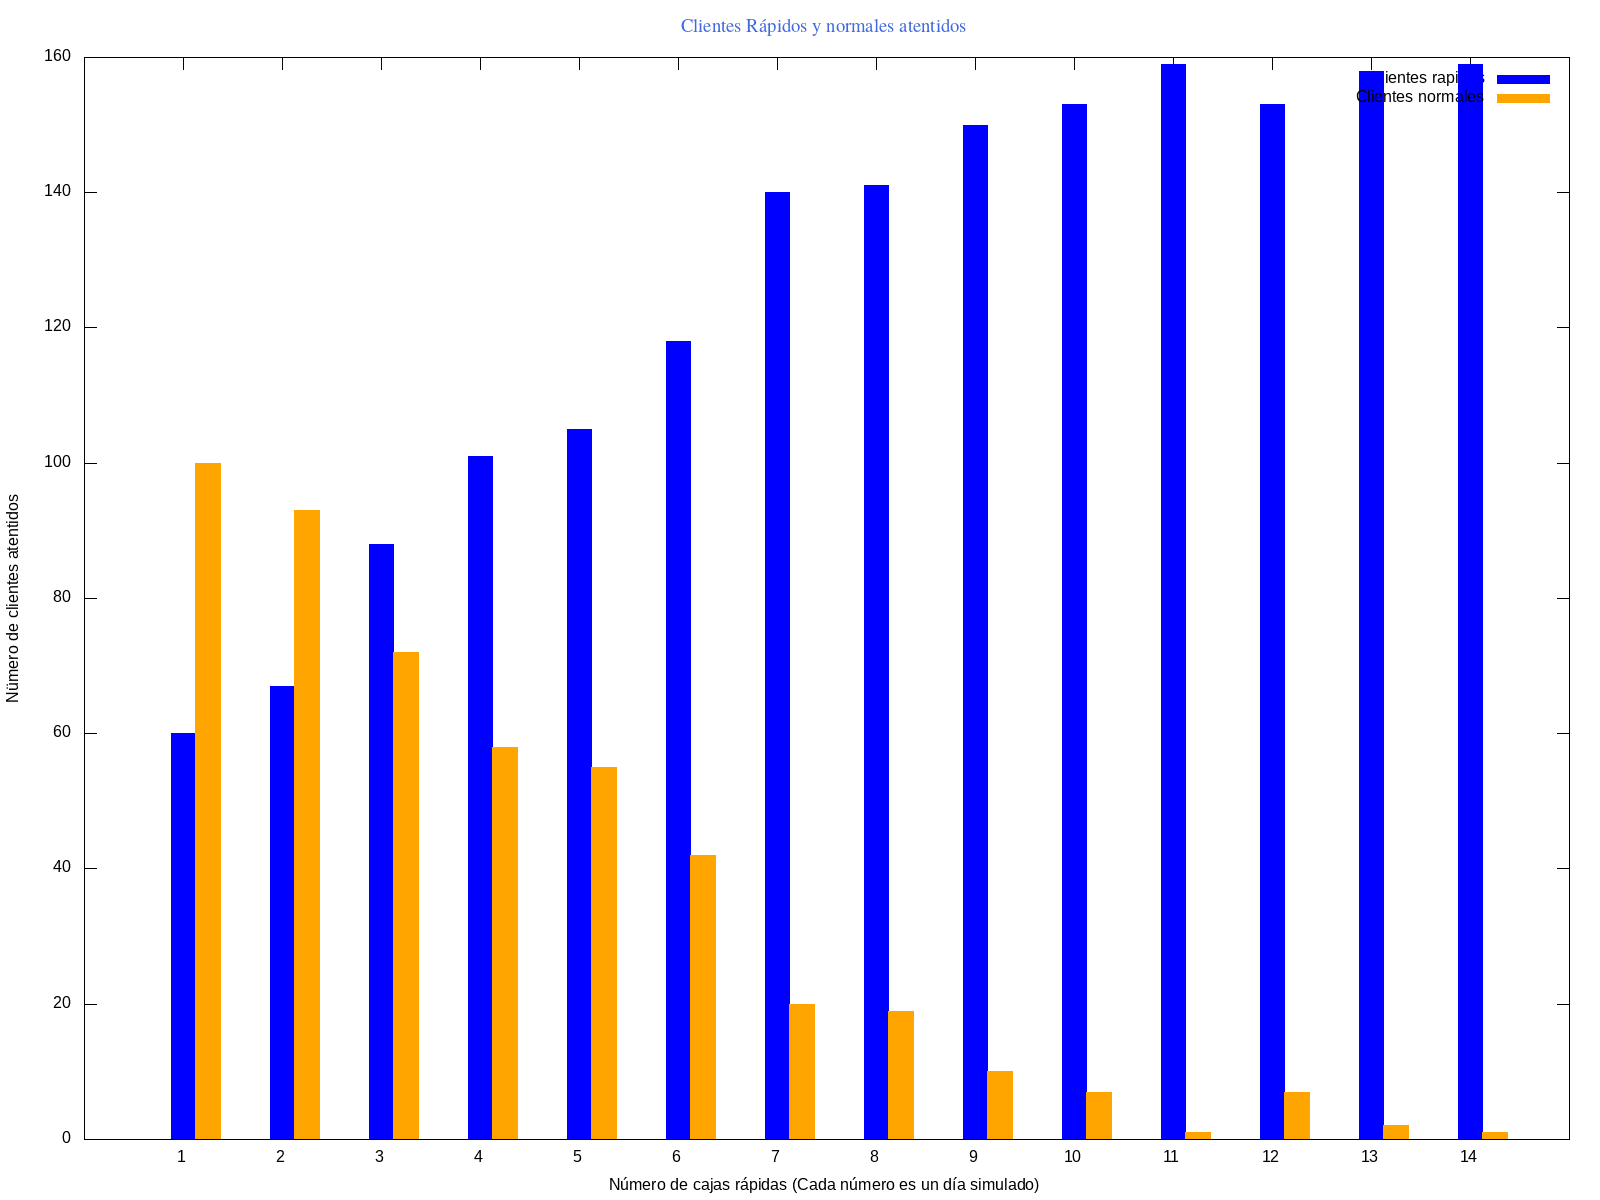 Clientes Rápidos y normales atentidos
160
140
120
100
80
60
40
20
0
Número de clientes atentidos
Clientes normales
1 2 3 4 5 6 7 8 9 10 11 12 13 14
Número de cajas rápidas (Cada número es un día simulado)